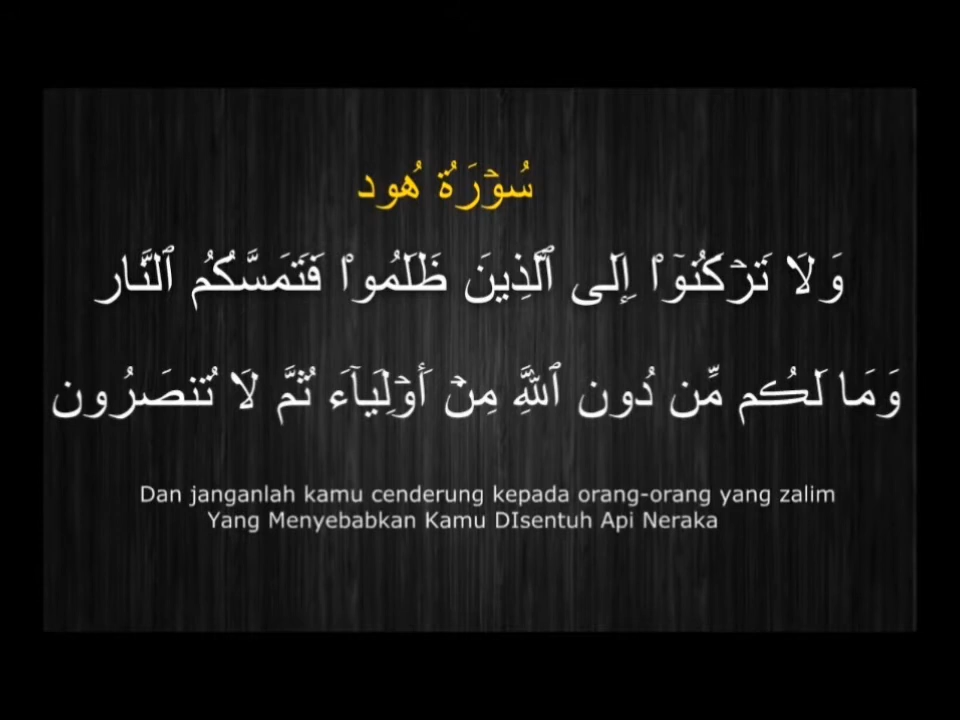 سُوۡرَةُ هُود
وَلَا تَرۡكَنُوٓاْ إِلَى ٱلَّذِينَ ظَلَمُواْ فَتَمَسَّكُمُ ٱلنَّار
وَمَا لَكُم مِّن دُون ٱللَّهِ مِنۡ أَوۡلِيَآءَ ثُمَّ لَا تُنصَرُون
Dan janganlah kamu cenderung kepada orang-orang yang zalim
Yang Menyebabkan Kamu DIsentuh Api Neraka